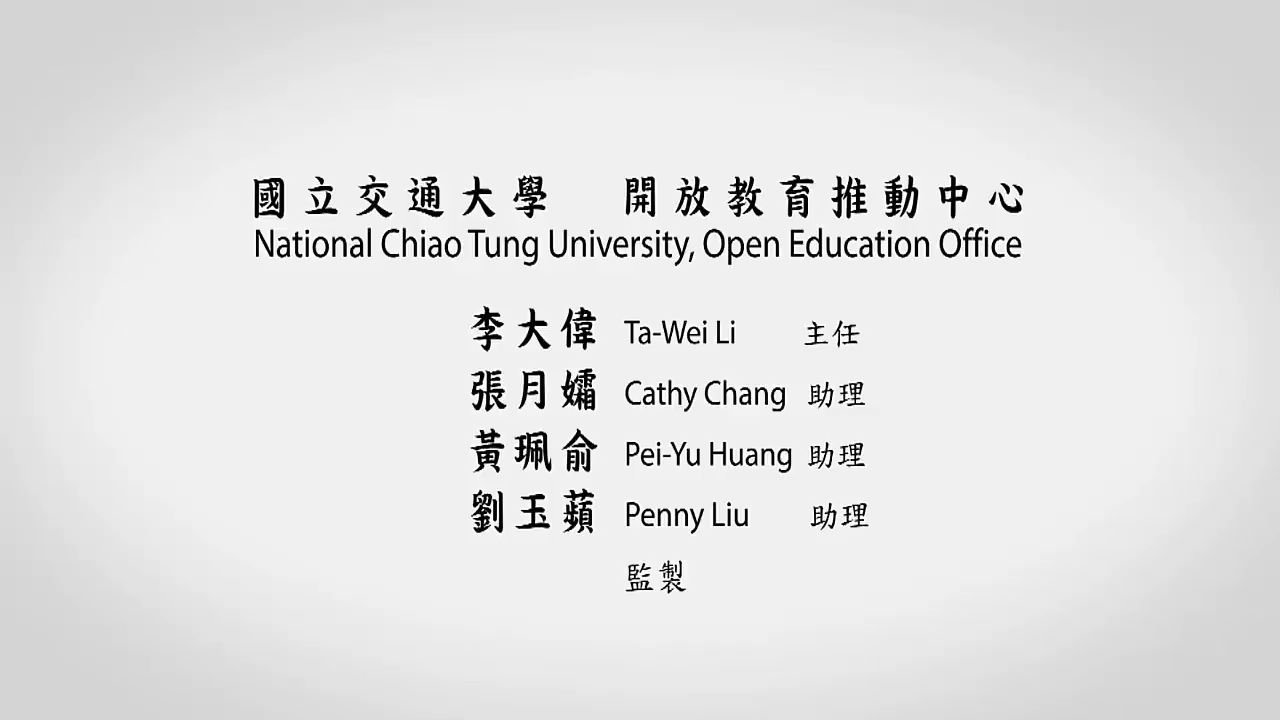 國立交通大學 開放教育推動中心
National Chiao Tung University, Open Education Office
李大偉 Ta-Wei Li 主任
張月孀 Cathy Chang 助理
黃珮俞 Pei-Yu Huang 助理
劉玉蘋 Penny Liu 助理
監製